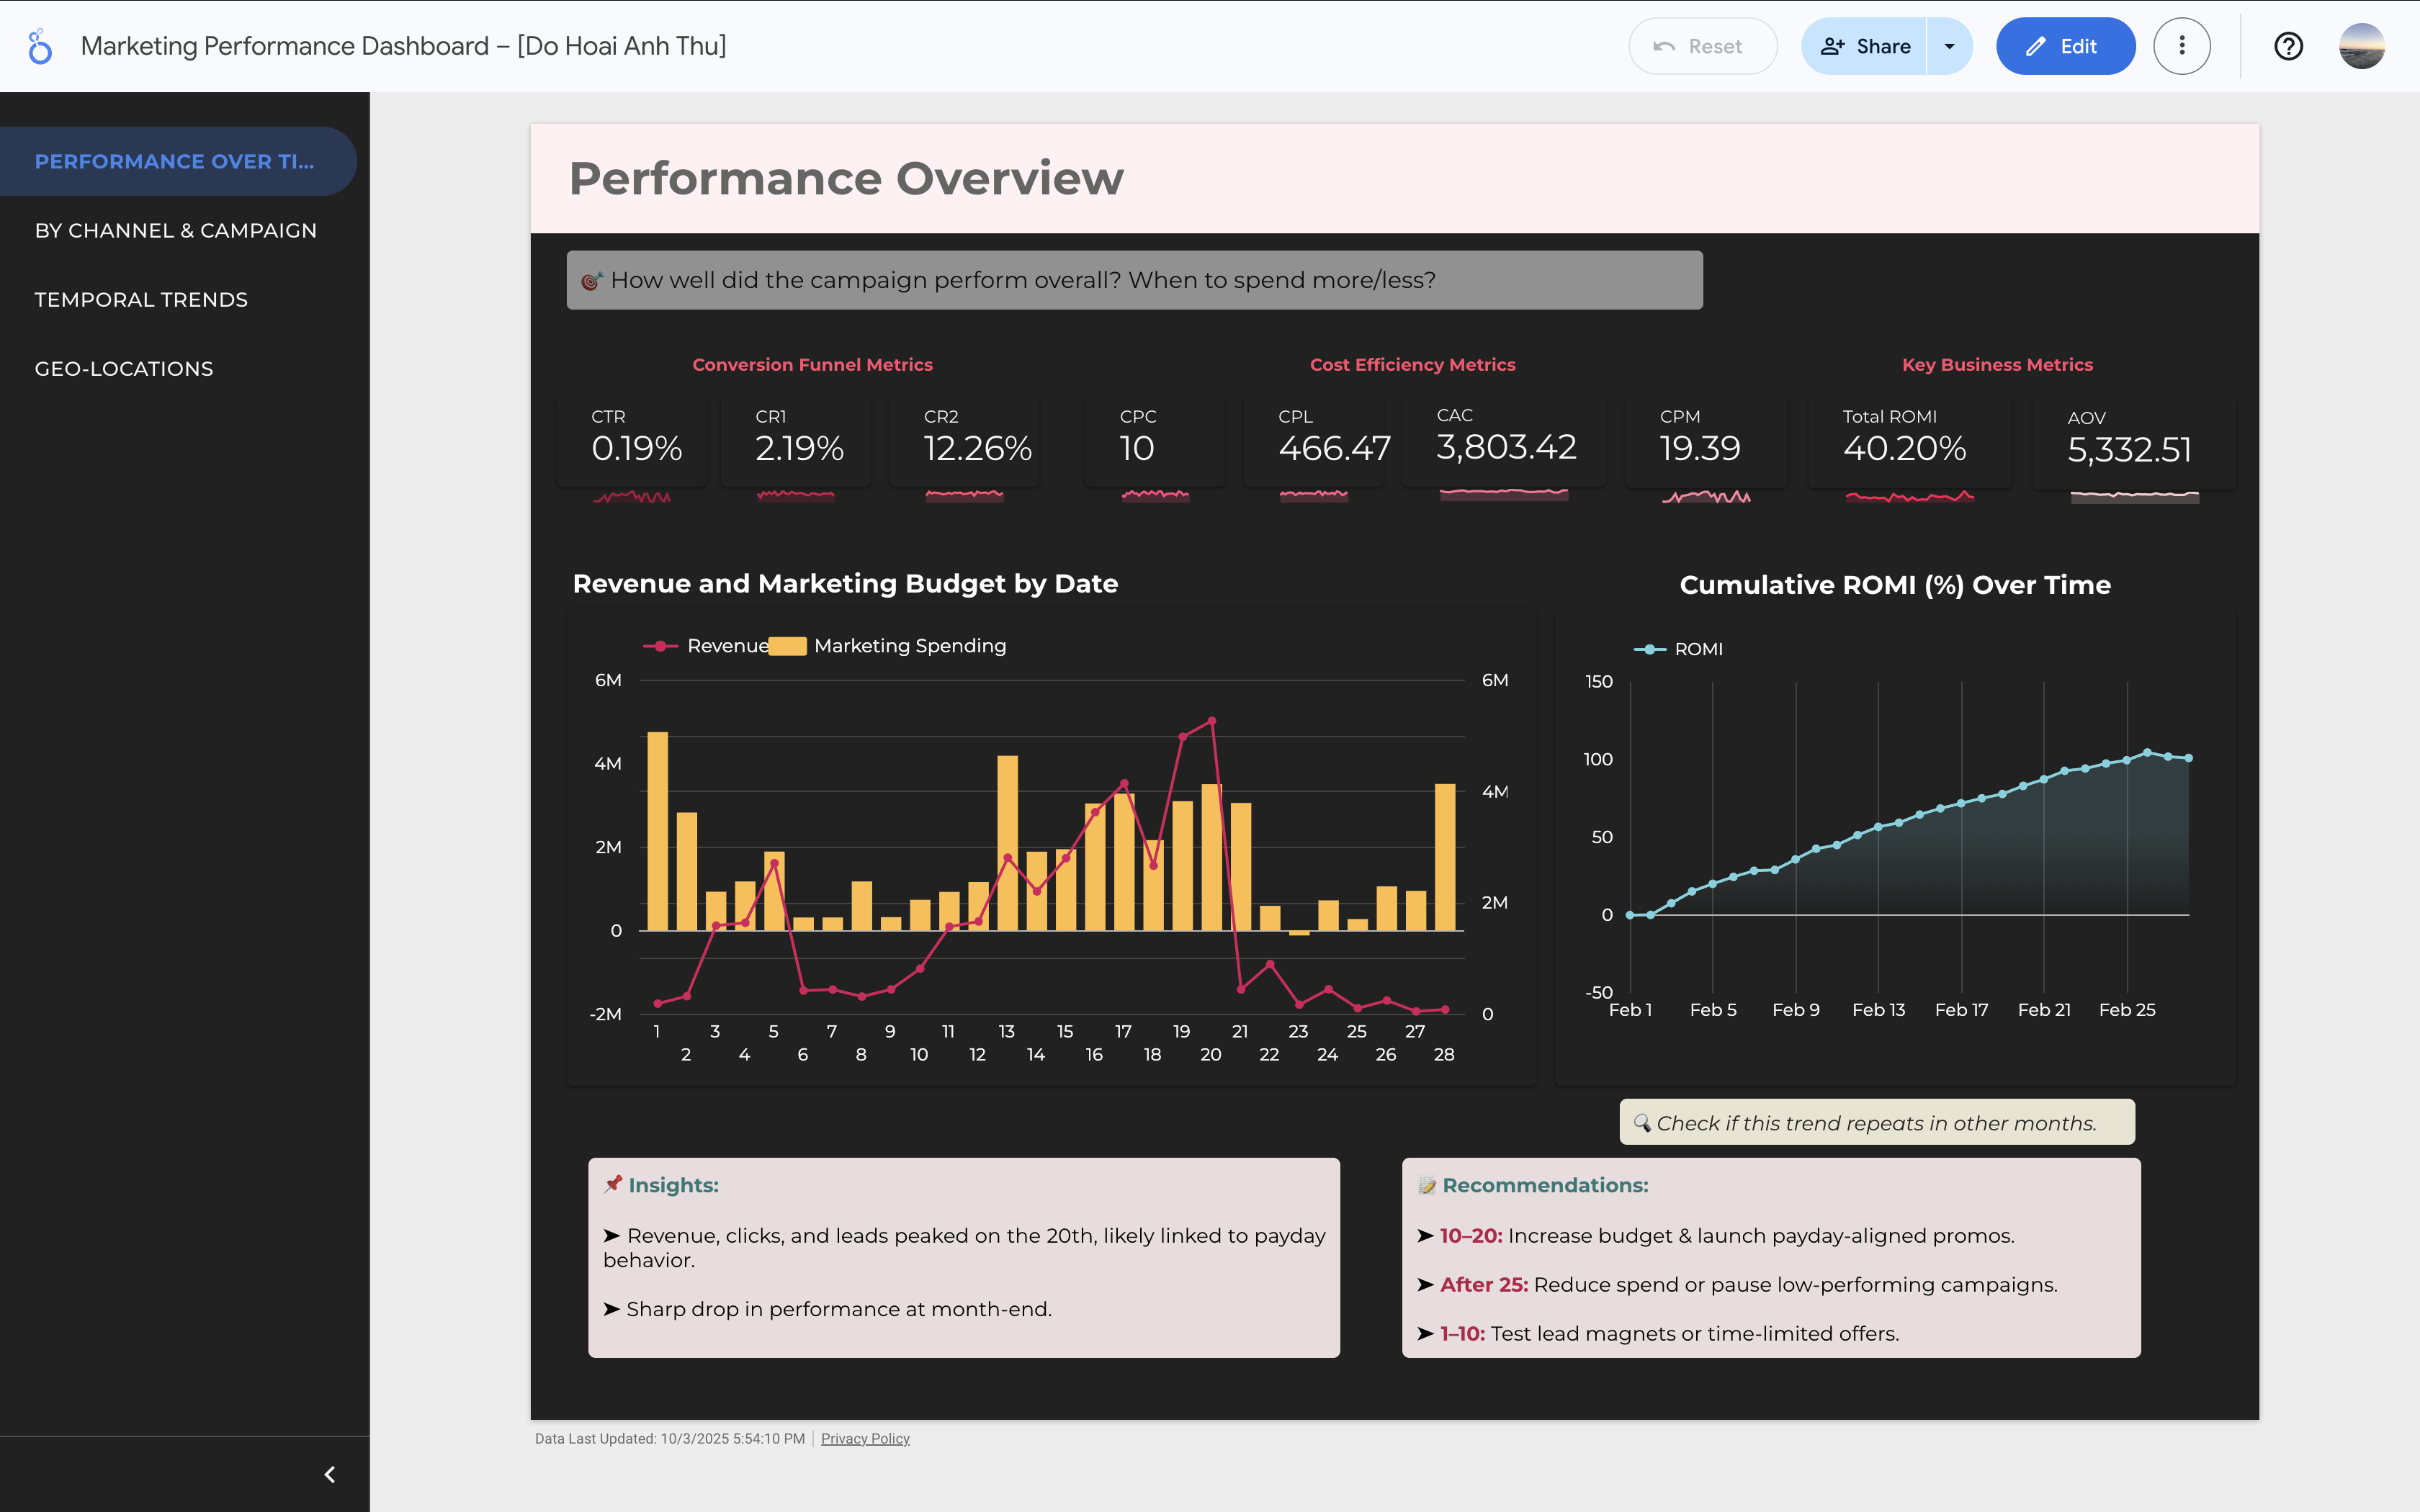 Marketing Performance Dashboard – [Do Hoai Anh Thu]
Reset
Share
Edit
PERFORMANCE OVER TI...
BY CHANNEL & CAMPAIGN
TEMPORAL TRENDS
GEO-LOCATIONS
Performance Overview
🎯 How well did the campaign perform overall? When to spend more/less?
Conversion Funnel Metrics
Cost Efficiency Metrics
Key Business Metrics
CTR
0.19%
CR1
2.19%
CR2
12.26%
CPC
10
CPL
466.47
CAC
3,803.42
CPM
19.39
Total ROMI
40.20%
AOV
5,332.51
Revenue and Marketing Budget by Date
Revenue Marketing Spending
6M
4M
2M
0
-2M
6M
4M
2M
0
1 3 5 7 9 11 13 15 17 19 21 23 25 27
2 4 6 8 10 12 14 16 18 20 22 24 26 28
Cumulative ROMI (%) Over Time
ROMI
150
100
50
0
-50
Feb 1 Feb 5 Feb 9 Feb 13 Feb 17 Feb 21 Feb 25
🔍 Check if this trend repeats in other months.
📌 Insights:
➤ Revenue, clicks, and leads peaked on the 20th, likely linked to payday
behavior.
➤ Sharp drop in performance at month-end.
📝 Recommendations:
➤ 10–20: Increase budget & launch payday-aligned promos.
➤ After 25: Reduce spend or pause low-performing campaigns.
➤ 1–10: Test lead magnets or time-limited offers.
Data Last Updated: 10/3/2025 5:54:10 PM
Privacy Policy